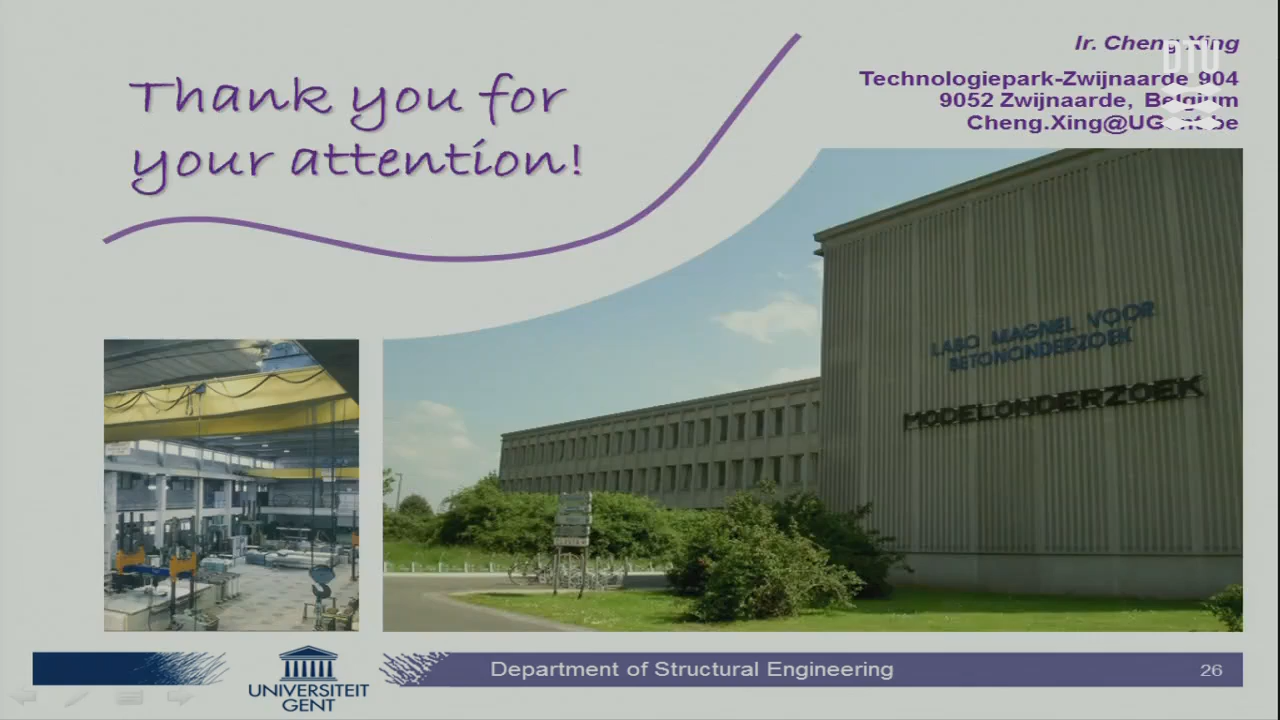 Thank you for
your attention!
Ir. Cheng Xing
Technologiepark-Zwijnaarde 904
9052 Zwijnaarde, Belgium
Cheng.Xing@UGent.be
DTU
LABO MAGNEL VOOR
BETONONDERZOEK
MODELONDERZOEK
UNIVERSITEIT
GENT
Department of Structural Engineering
26